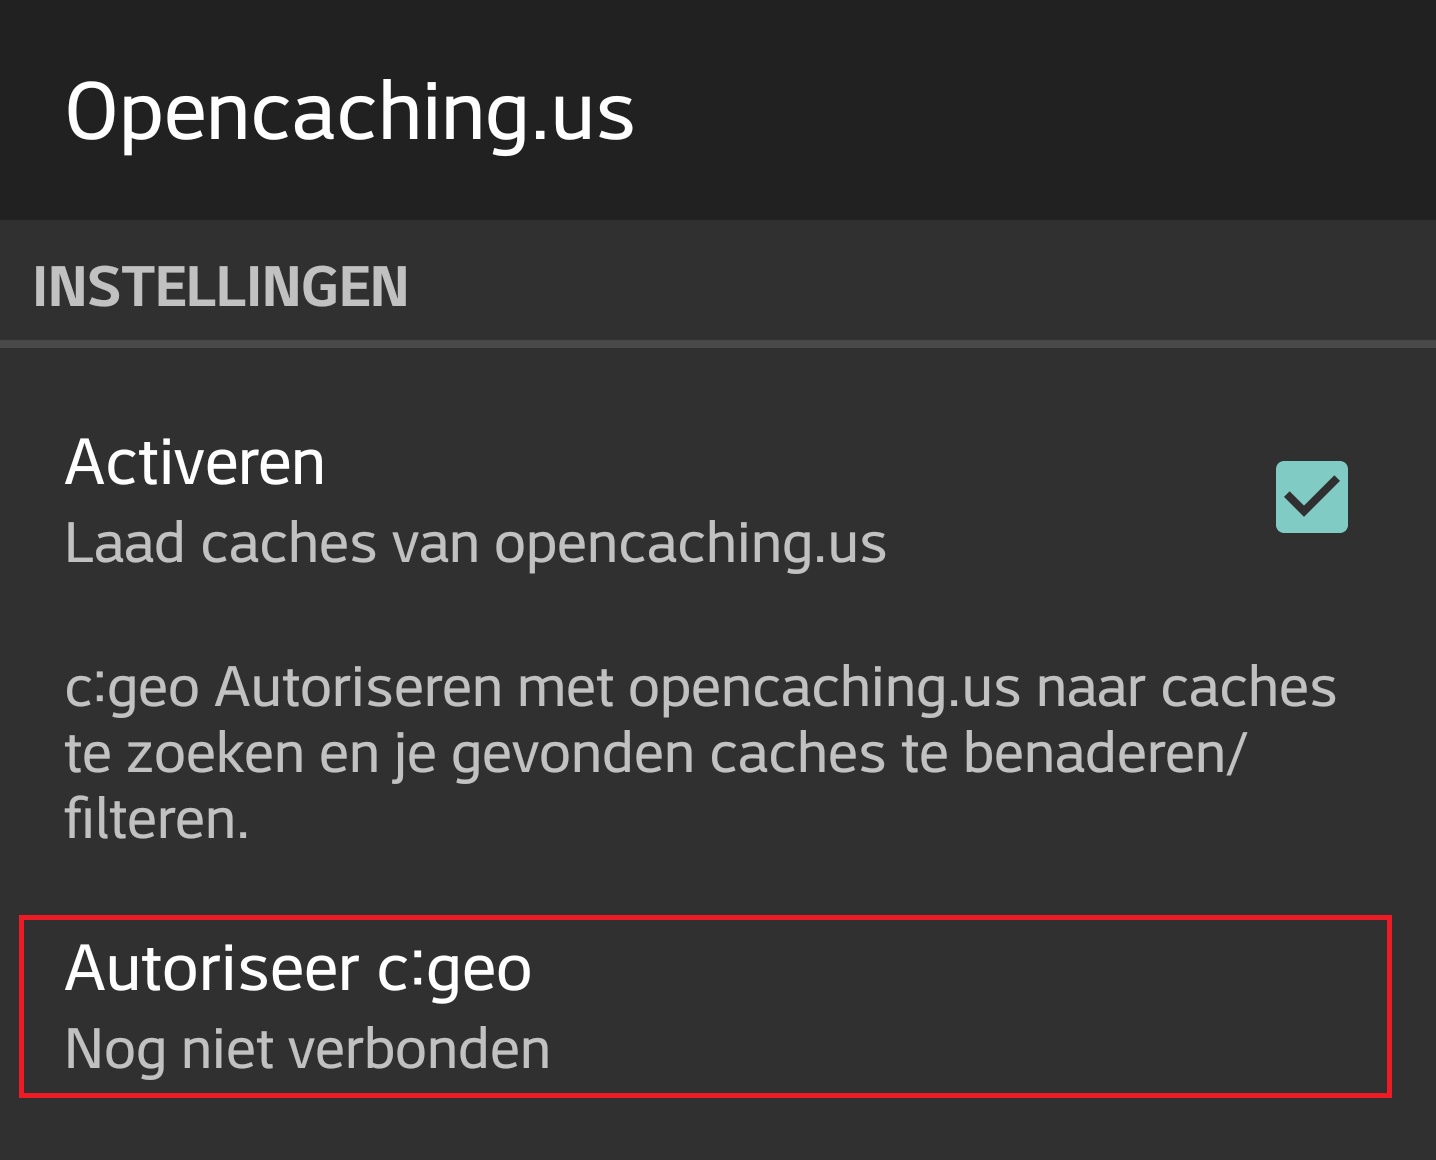 Opencaching.us
INSTELLINGEN
Activeren
Laad caches van opencaching.us
c:geo Autoriseren met opencaching.us naar caches
te zoeken en je gevonden caches te benaderen/
filteren.
Autoriseer c:geo
Nog niet verbonden